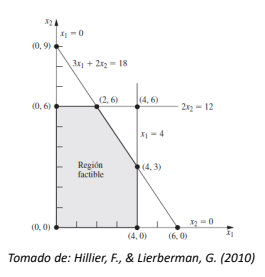 x₂
x₁ = 0
(0, 9)
3x₁ + 2x₂ = 18
(2, 6)
(4, 6)
(0, 6)
2x₂ = 12
x₁ = 4
Región
factible
(4, 3)
(0, 0)
x₂ = 0
x₁
(4, 0)
(6, 0)
Tomado de: Hillier, F., & Lierberman, G. (2010)